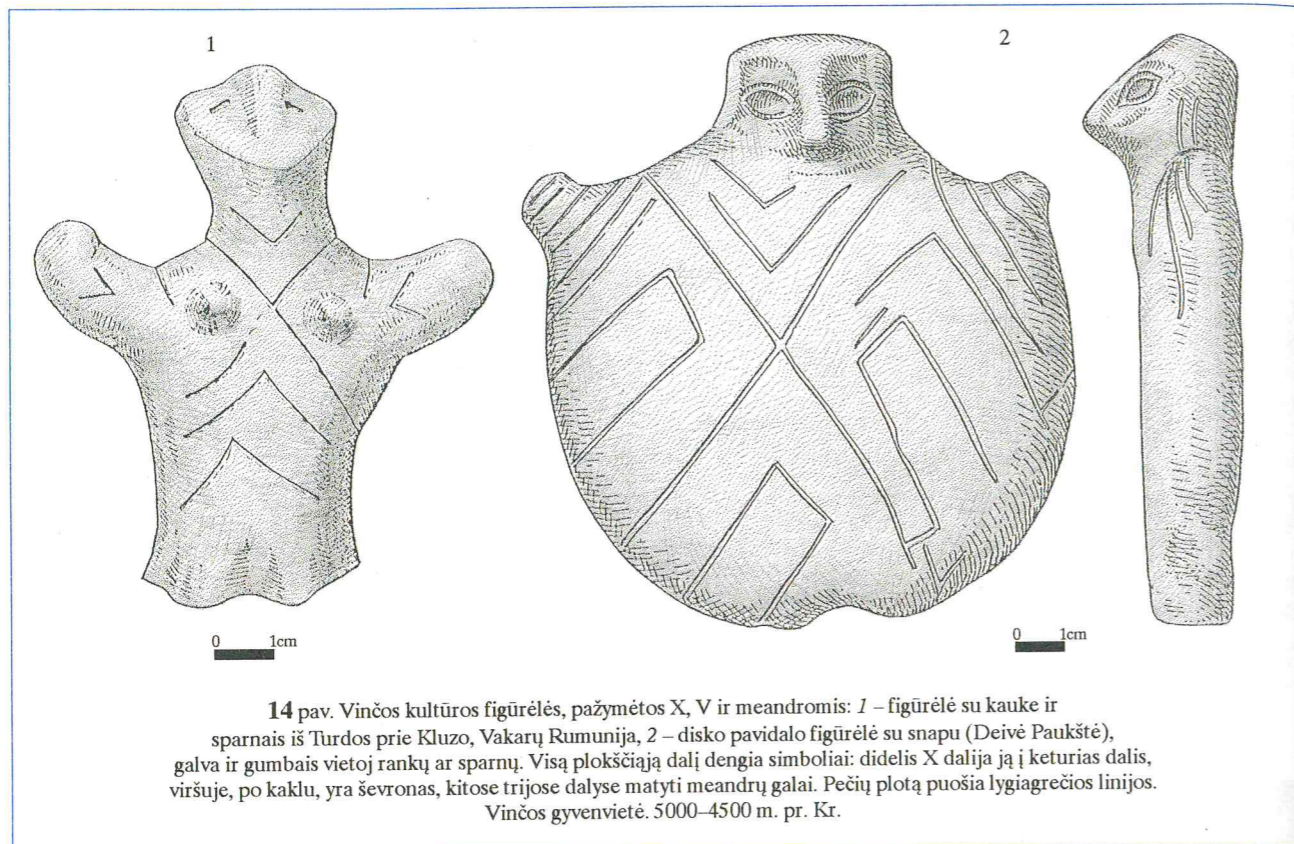 1
2
0 1cm
0 1cm
14 pav. Vinčos kultūros figūrėlės, pažymėtos X, V ir meandromis: 1 – figūrėlė su kauke ir
sparnais iš Turdos prie Kluzo, Vakarų Rumunija, 2 – disko pavidalo figūrėlė su snapu (Deivė Paukštė),
galva ir gumbais vietoj rankų ar sparnų. Visą plokščiąją dalį dengia simboliai: didelis X dalija ją į keturias dalis,
viršuje, po kaklu, yra ševronas, kitose trijose dalyse matyti meandrų galai. Pečių plotą puošia lygiagrečios linijos.
Vinčos gyvenvietė. 5000–4500 m. pr. Kr.